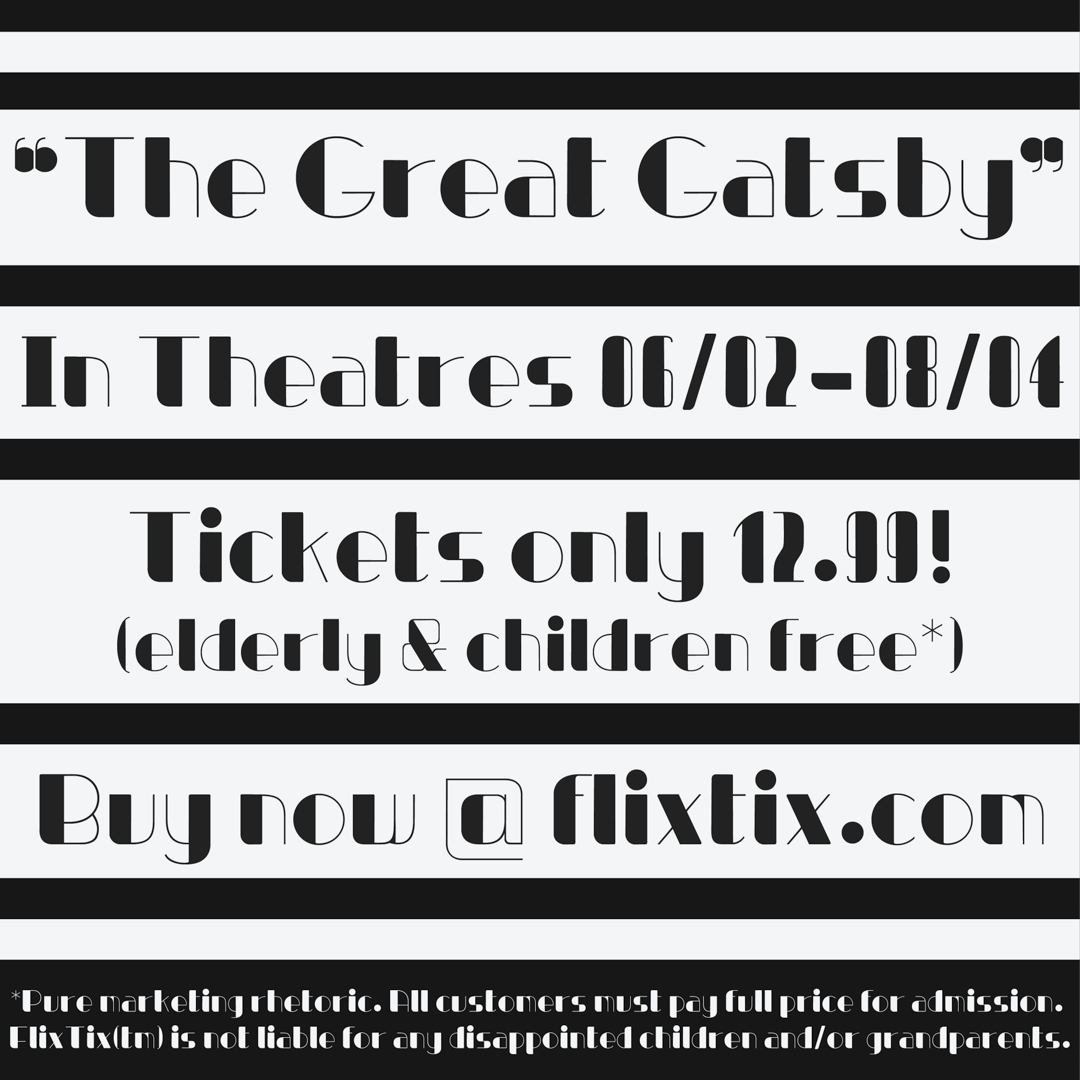 “The Great Gatsby”
In Theatres 06/02-08/04
Tickets only 12.99!
(elderly & children free*)
Buy now @ flixtix.com
*Pure marketing rhetoric. All customers must pay full price for admission.
FlixTix(tm) is not liable for any disappointed children and/or grandparents.